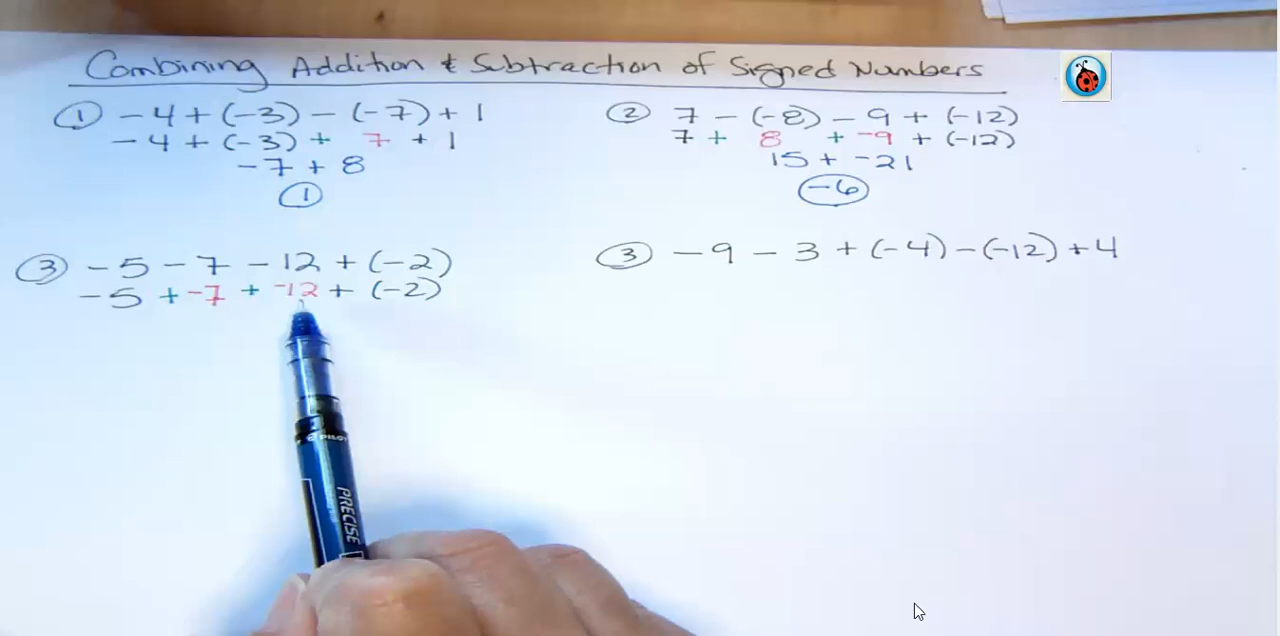 Combining Addition & Subtraction of Signed Numbers
① -4 + (-3) - (-7) + 1
-4 + (-3) + 7 + 1
-7 + 8
1
② 7 - (-8) - 9 + (-12)
7 + 8 + -9 + (-12)
15 + -21
-6
③ -5 - 7 - 12 + (-2)
-5 + -7 + -12 + (-2)
③ -9 - 3 + (-4) - (-12) + 4
PILOT
PRECISE